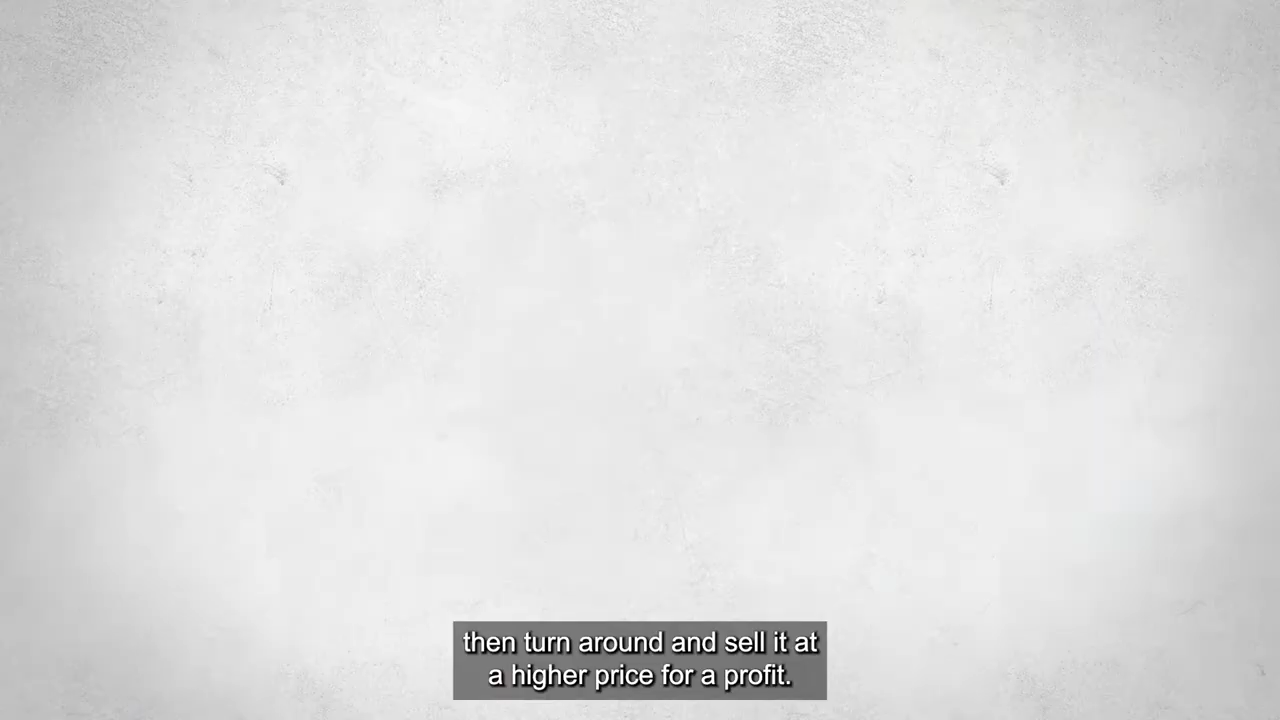 then turn around and sell it at
a higher price for a profit.